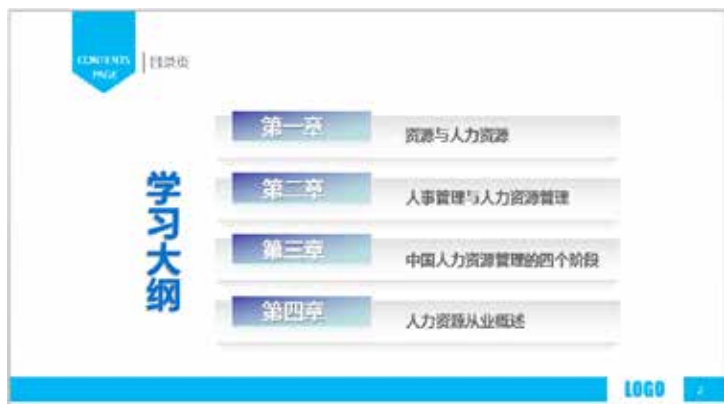 CONTENTS
PAGE
目录页
学习大纲
第一章
资源与人力资源
第二章
人事管理与人力资源管理
第三章
中国人力资源管理的四个阶段
第四章
人力资源从业概述
LOGO
2